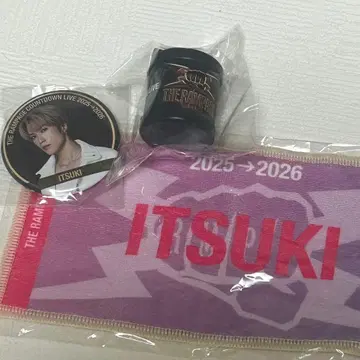 THE RAMPAGE COUNTDOWN LIVE 2025→2026
ITSUKI
THE RAMPAGE
2025→2026
ITSUKI
THE RAM